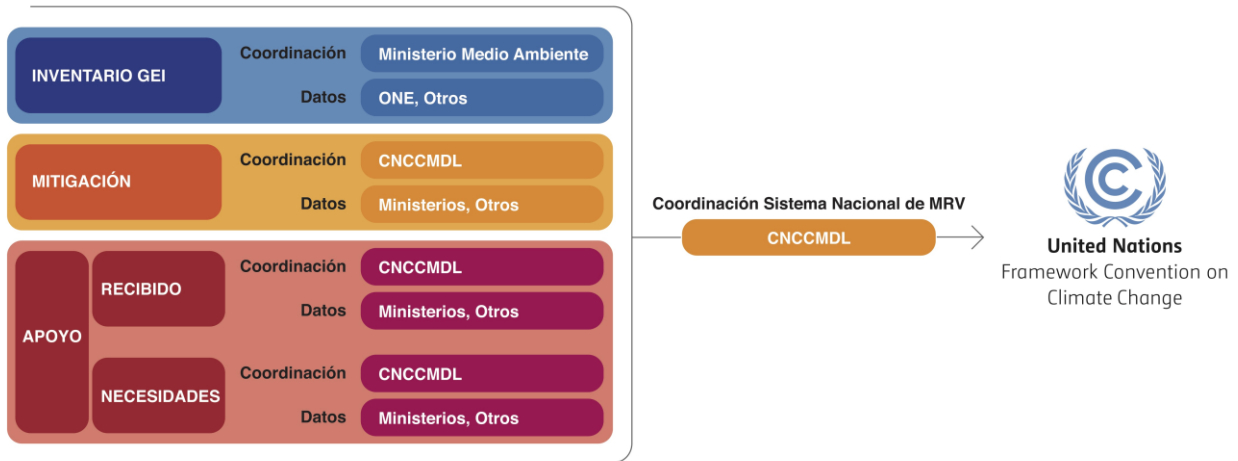 INVENTARIO GEI
Coordinación
Ministerio Medio Ambiente
Datos
ONE, Otros
MITIGACIÓN
Coordinación
CNCCMDL
Datos
Ministerios, Otros
APOYO
RECIBIDO
Coordinación
CNCCMDL
Datos
Ministerios, Otros
NECESIDADES
Coordinación
CNCCMDL
Datos
Ministerios, Otros
Coordinación Sistema Nacional de MRV
CNCCMDL
United Nations
Framework Convention on
Climate Change